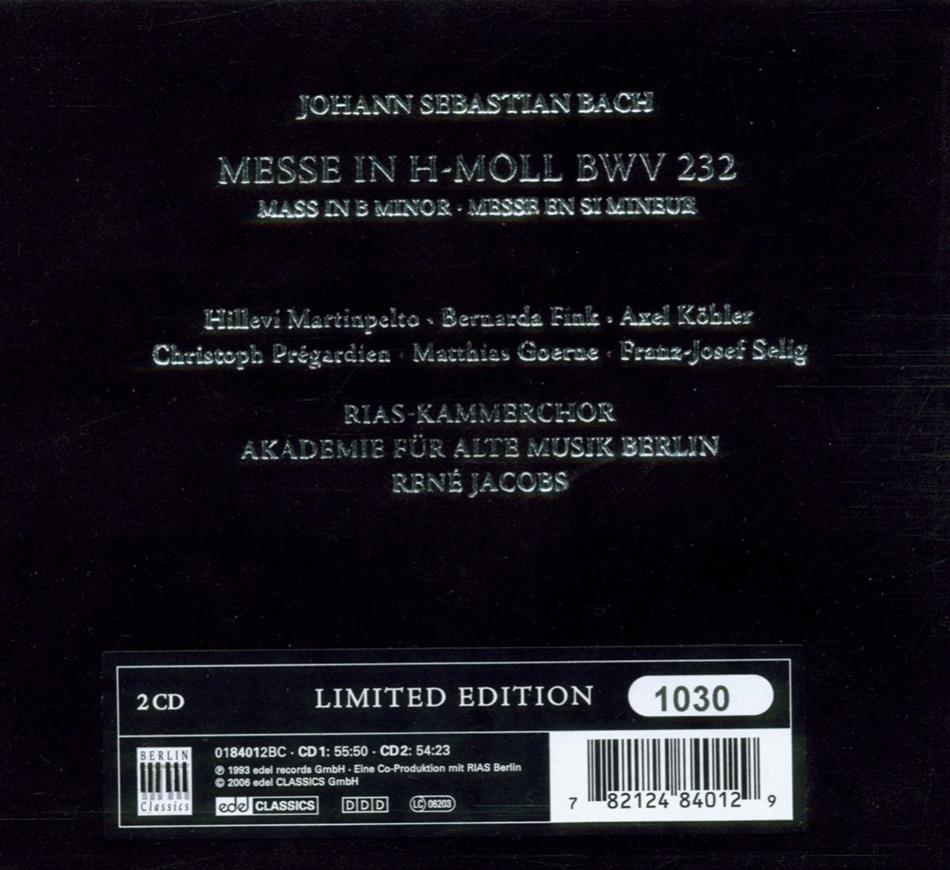 JOHANN SEBASTIAN BACH
MESSE IN H-MOLL BWV 232
MASS IN B MINOR · MESSE EN SI MINEUR
Hillevi Martinpelto · Bernarda Fink · Axel Köhler
Christoph Prégardien · Matthias Goerne · Franz-Josef Selig
RIAS-KAMMERCHOR
AKADEMIE FÜR ALTE MUSIK BERLIN
RENÉ JACOBS
2 CD LIMITED EDITION 1030
BERLIN
Classics
0184012BC · CD 1: 55:50 · CD 2: 54:23
℗ 1993 edel records GmbH · Eine Co-Produktion mit RIAS Berlin
© 2006 edel CLASSICS GmbH
edel CLASSICS DDD LC 06203
7 82124 84012 9